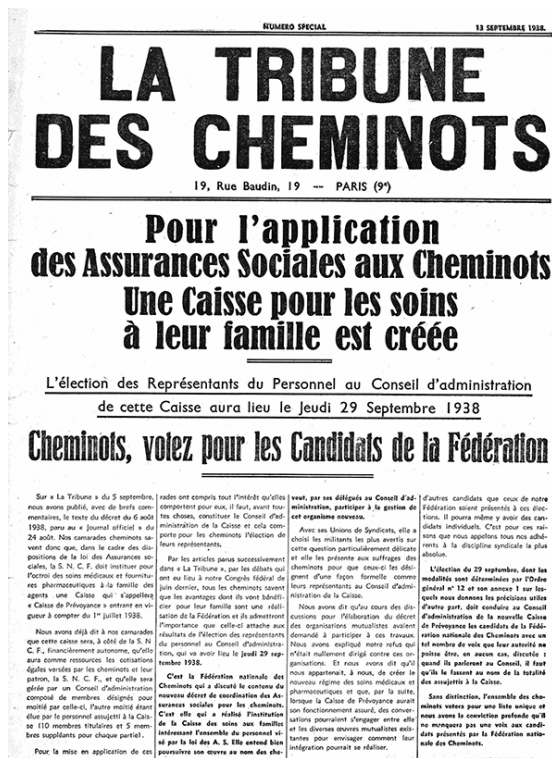 NUMERO SPECIAL
13 SEPTEMBRE 1938.
LA TRIBUNE
DES CHEMINOTS
19, Rue Baudin, 19 — PARIS (9e)
Pour l'application
des Assurances Sociales aux Cheminots
Une Caisse pour les soins
à leur famille est créée
L'élection des Représentants du Personnel au Conseil d'administration
de cette Caisse aura lieu le Jeudi 29 Septembre 1938
Cheminots, votez pour les Candidats de la Fédération
Sur « La Tribune » du 5 septembre,
nous avons publié, avec de brefs com-
mentaires, le texte du décret du 6 août
1938, paru au « Journal officiel » du
24 août. Nos camarades cheminots sa-
vent donc que, dans le cadre des dis-
positions de la loi des Assurances so-
ciales, la S. N. C. F. doit instituer pour
l'octroi des soins médicaux et fournitu-
res pharmaceutiques à la famille des
agents une Caisse qui s'appellera
« Caisse de Prévoyance » entrant en vi-
gueur à compter du 1er juillet 1938.
Nous avons déjà dit à nos camarades
que cette caisse sera, à côté de la S. N.
C. F., financièrement autonome, qu'elle
aura comme ressources les cotisations
égales versées par les cheminots et leur
patron, la S. N. C. F., et qu'elle sera
gérée par un Conseil d'administration
composé de membres désignés pour
moitié par celle-ci, l'autre moitié étant
élue par le personnel assujetti à la Cais-
se (10 membres titulaires et 5 mem-
bres suppléants pour chaque partie).
Pour la mise en application de ces
rades ont compris tout l'intérêt qu'elles
comportent pour eux, il faut, avant tou-
tes choses, constituer le Conseil d'ad-
ministration de la Caisse et cela com-
porte pour les cheminots l'élection de
leurs représentants.
Par les articles parus successivement
dans « La Tribune », par les débats qui
ont eu lieu à notre Congrès fédéral de
juin dernier, tous les cheminots savent
que les avantages dont ils vont bénéfi-
cier pour leur famille sont une réali-
sation de la Fédération et ils admettront
l'importance que celle-ci attache aux
résultats de l'élection des représentants
du personnel au Conseil d'administra-
tion, qui va avoir lieu le jeudi 29 sep-
tembre 1938.
C'est la Fédération nationale des
Cheminots qui a discuté le contenu du
nouveau décret de coordination des As-
surances sociales pour les cheminots.
C'est elle qui a réalisé l'institution
de la Caisse des soins aux familles
intéressant l'ensemble du personnel vi-
sé par la loi des A. S. Elle entend bien
poursuivre son œuvre au nom des che-
veut, par ses délégués au Conseil d'ad-
ministration, participer à la gestion de
cet organisme nouveau.
Avec ses Unions de Syndicats, elle a
choisi les militants les plus avertis sur
cette question particulièrement délicate
et elle les présente aux suffrages des
cheminots pour que ceux-ci les dési-
gnent d'une façon formelle comme
leurs représentants au Conseil d'admi-
nistration de la Caisse.
Nous avons dit qu'au cours des dis-
cussions pour l'élaboration du décret
des organisations mutualistes avaient
demandé à participer à ces travaux.
Nous avons expliqué notre refus qui
n'était nullement dirigé contre ces or-
ganisations. Et nous avons dit qu'il
nous appartenait, à nous, de créer le
nouveau régime des soins médicaux et
pharmaceutiques et que, par la suite,
lorsque la Caisse de Prévoyance aurait
son fonctionnement assuré, des conver-
sations pourraient s'engager entre elle
et les diverses œuvres mutualistes exis-
tantes pour envisager comment leur
intégration pourrait se réaliser.
d'autres candidats que ceux de notre
Fédération soient présentés à ces élec-
tions. Il pourra même y avoir des can-
didats individuels. C'est pour ces rai-
sons que nous appelons tous nos adhé-
rents à la discipline syndicale la plus
absolue.
L'élection du 29 septembre, dont les
modalités sont déterminées par l'Ordre
général n° 12 et son annexe 1 sur les-
quels nous donnons les précisions utiles
d'autre part, doit conduire au Conseil
d'administration de la nouvelle Caisse
de Prévoyance les candidats de la Fédé-
ration nationale des Cheminots avec un
tel nombre de voix que leur autorité ne
puisse être, en aucun cas, discutée ;
quand ils parleront au Conseil, il faut
qu'ils le fassent au nom de la totalité
des assujettis à la Caisse.
Sans distinction, l'ensemble des che-
minots votera pour une liste unique et
nous avons la conviction profonde qu'il
ne manquera pas une voix aux candi-
dats présentés par la Fédération natio-
nale des Cheminots.